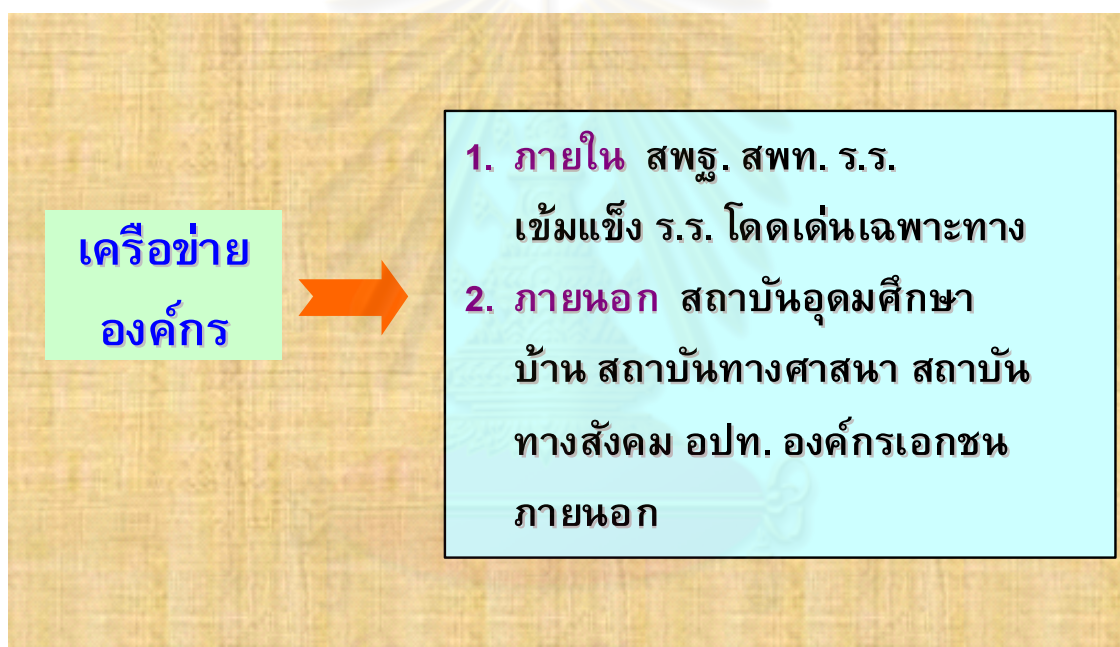 เครือข่าย
องค์กร
1. ภายใน สพฐ. สพท. ร.ร.
เข้มแข็ง ร.ร. โดดเด่นเฉพาะทาง
2. ภายนอก สถาบันอุดมศึกษา
บ้าน สถาบันทางศาสนา สถาบัน
ทางสังคม อปท. องค์กรเอกชน
ภายนอก